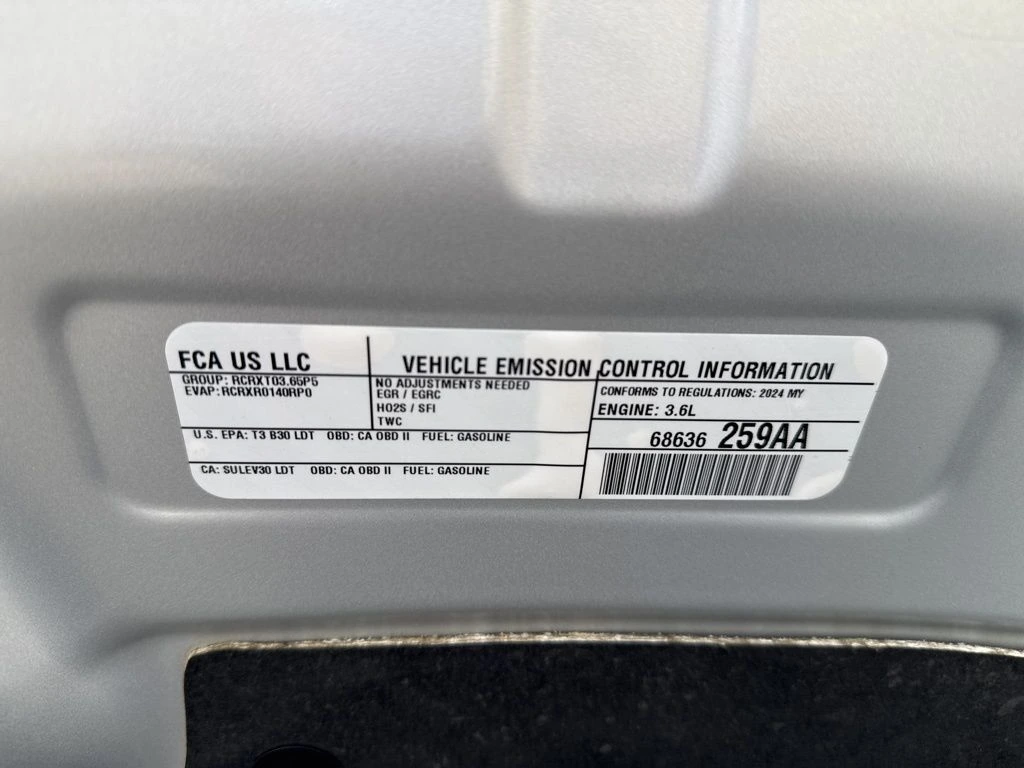 FCA US LLC
GROUP: RCRXT03.65P5
EVAP: RCRXR0140RP0
VEHICLE EMISSION CONTROL INFORMATION
NO ADJUSTMENTS NEEDED
EGR / EGRC
HO2S / SFI
TWC
CONFORMS TO REGULATIONS: 2024 MY
ENGINE: 3.6L
U.S. EPA: T3 B30 LDT OBD: CA OBD II FUEL: GASOLINE
68636 259AA
CA: SULEV30 LDT OBD: CA OBD II FUEL: GASOLINE